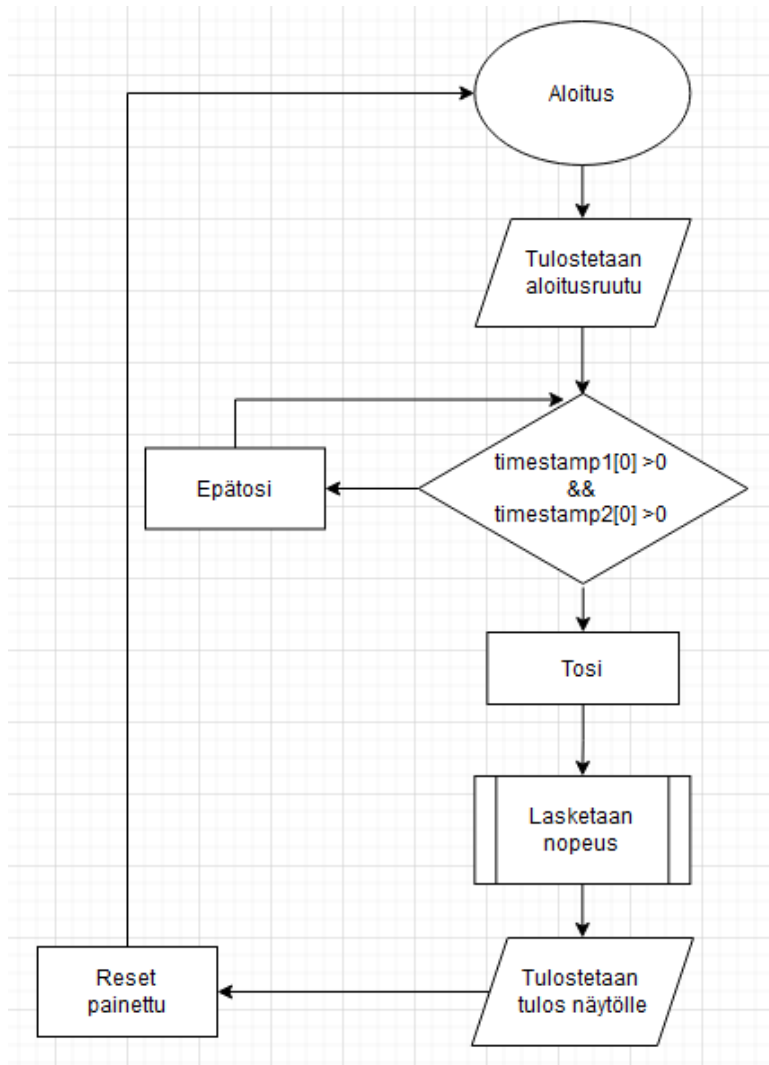 Aloitus
Tulostetaan
aloitusruutu
timestamp1[0] >0
&&
timestamp2[0] >0
Epätosi
Tosi
Lasketaan
nopeus
Tulostetaan
tulos näytölle
Reset
painettu